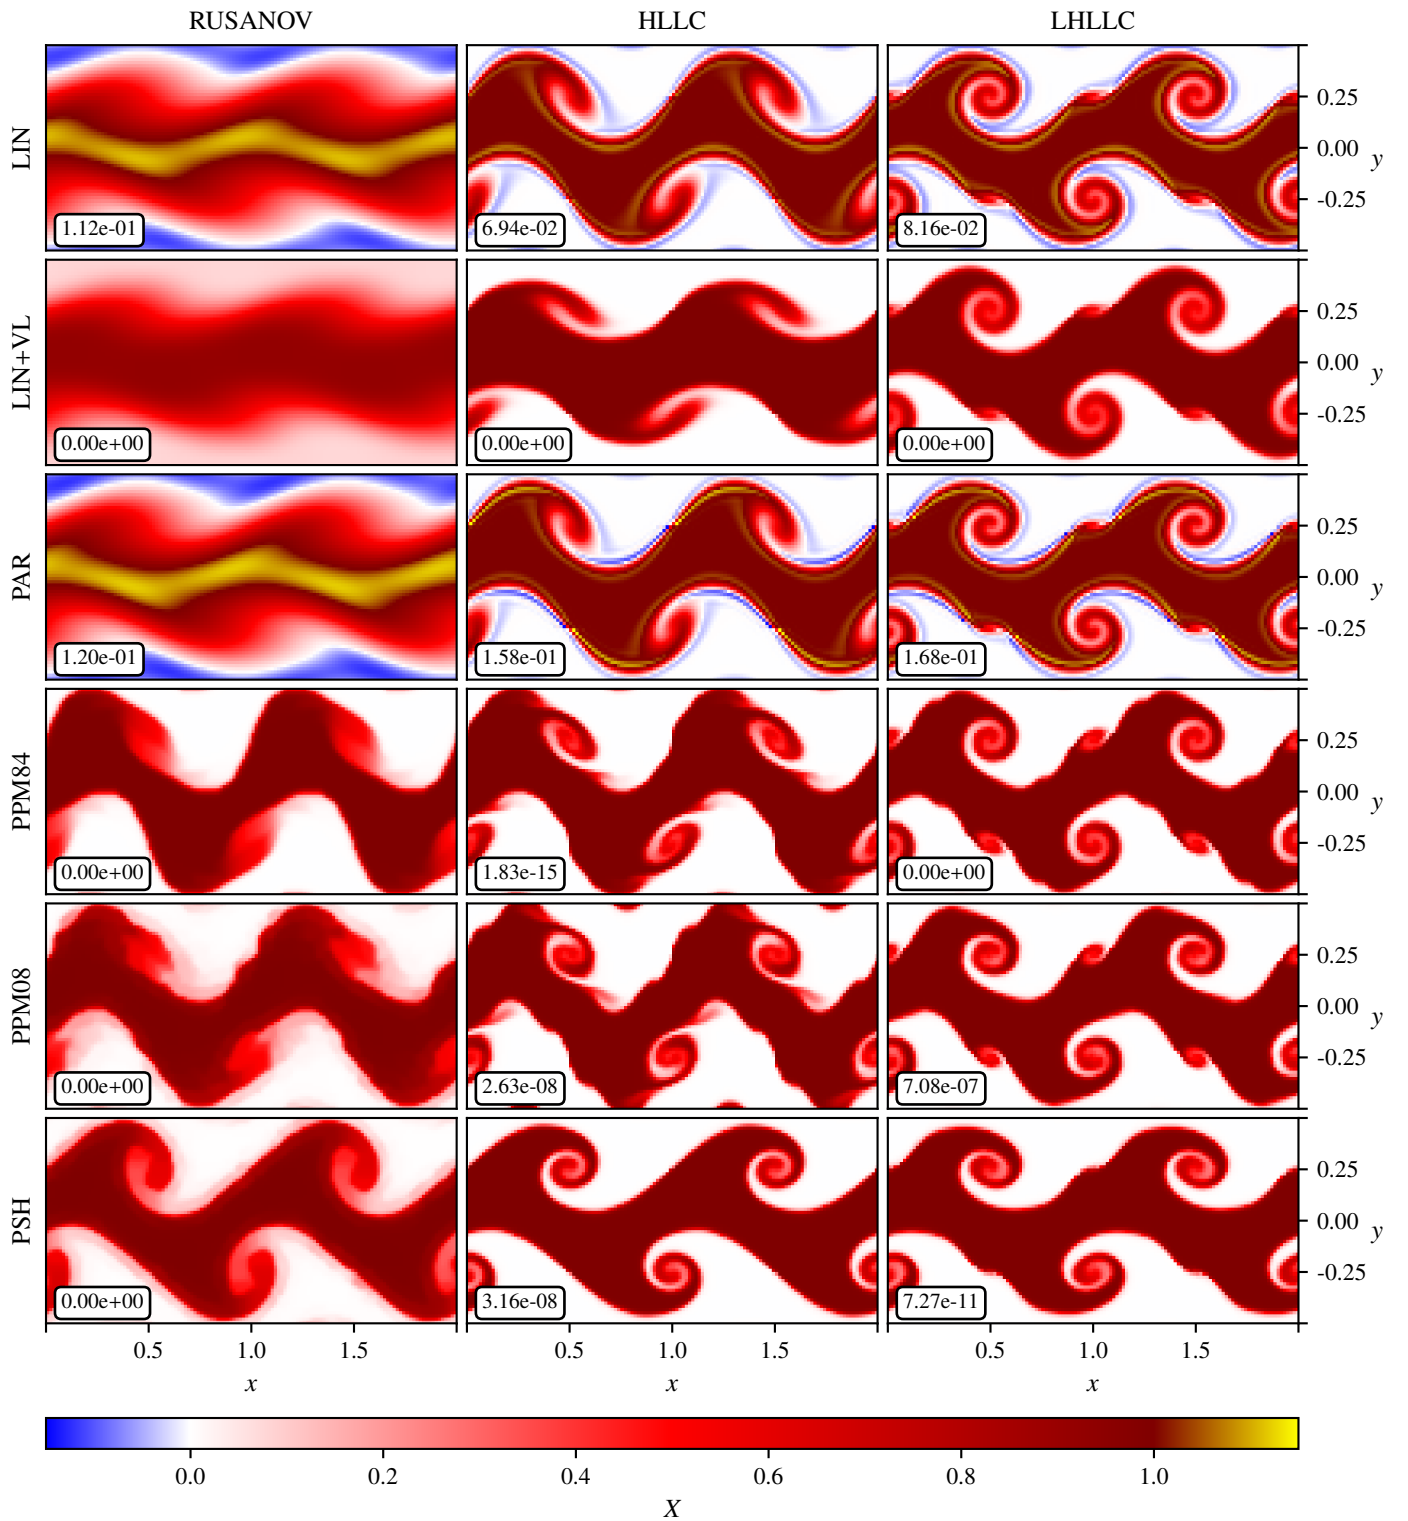 RUSANOV HLLC LHLLC
LIN
1.12e-01 6.94e-02 8.16e-02
0.25
0.00 y
-0.25
LIN+VL
0.00e+00 0.00e+00 0.00e+00
0.25
0.00 y
-0.25
PAR
1.20e-01 1.58e-01 1.68e-01
0.25
0.00 y
-0.25
PPM84
0.00e+00 1.83e-15 0.00e+00
0.25
0.00 y
-0.25
PPM08
0.00e+00 2.63e-08 7.08e-07
0.25
0.00 y
-0.25
PSH
0.00e+00 3.16e-08 7.27e-11
0.25
0.00 y
-0.25
0.5 1.0 1.5 0.5 1.0 1.5 0.5 1.0 1.5
x x x
0.0 0.2 0.4 0.6 0.8 1.0
X